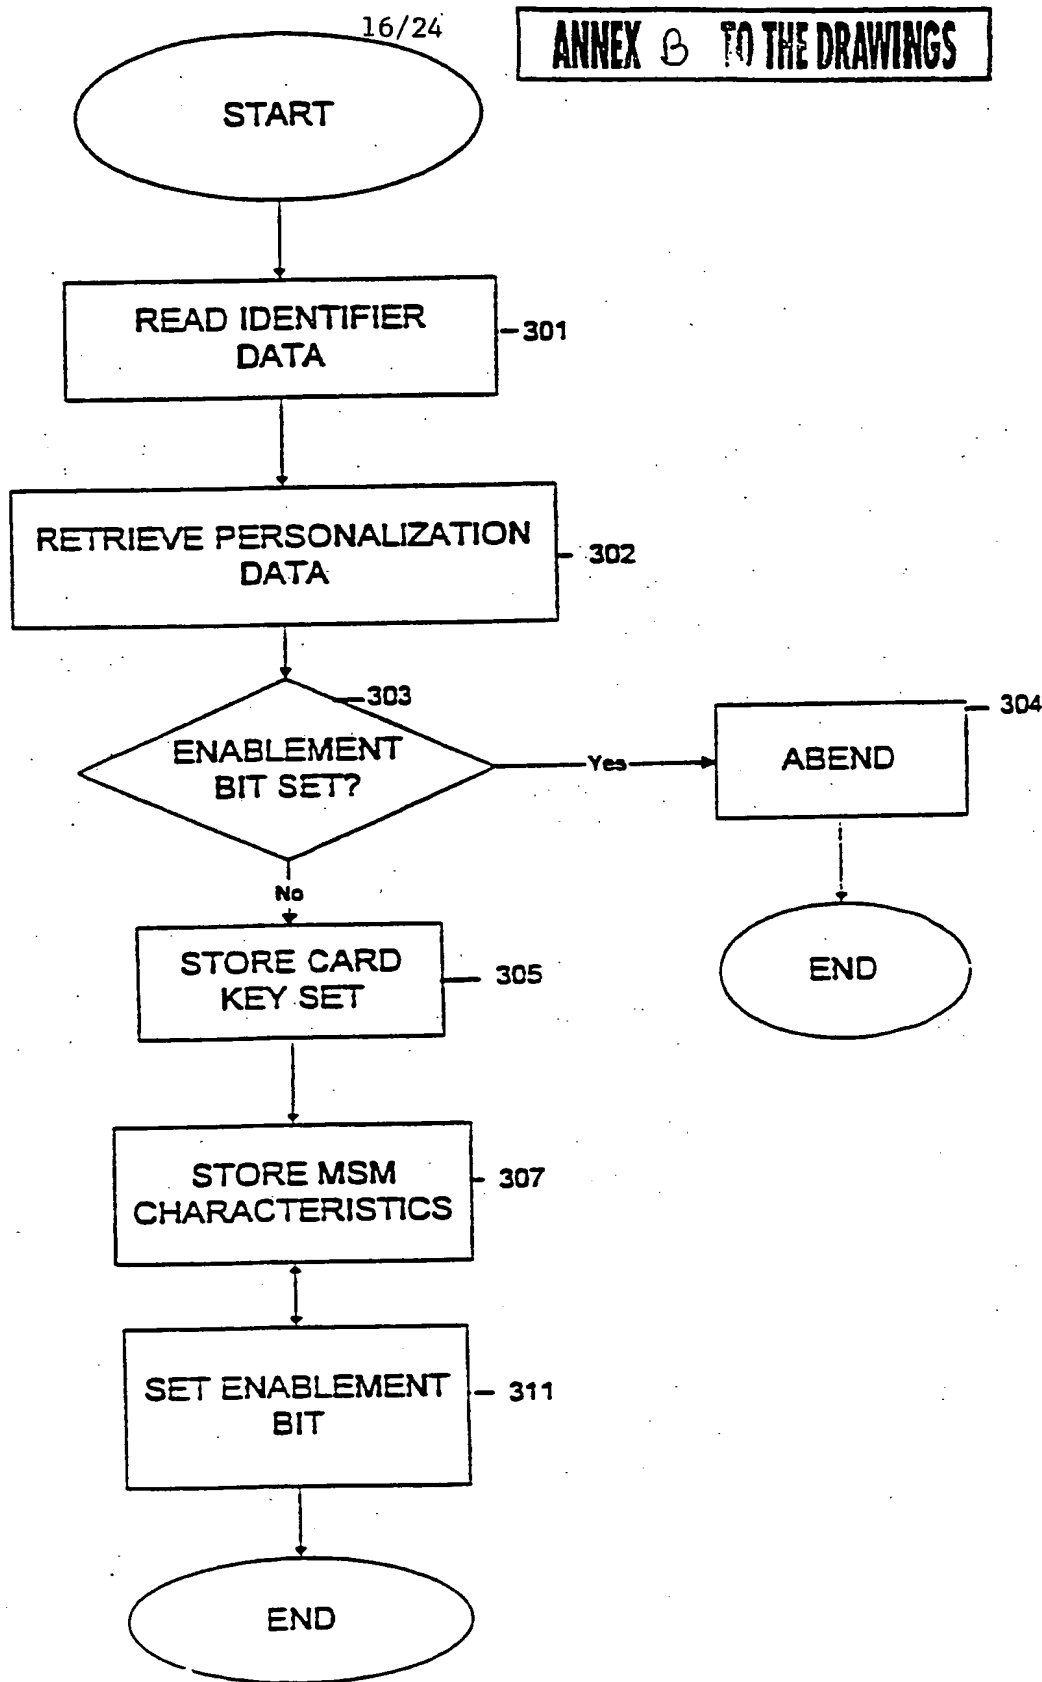 16/24
ANNEX B TO THE DRAWINGS
START
READ IDENTIFIER
DATA
301
RETRIEVE PERSONALIZATION
DATA
302
303
ENABLEMENT
BIT SET?
Yes
304
ABEND
No
END
STORE CARD
KEY SET
305
STORE MSM
CHARACTERISTICS
307
SET ENABLEMENT
BIT
311
END